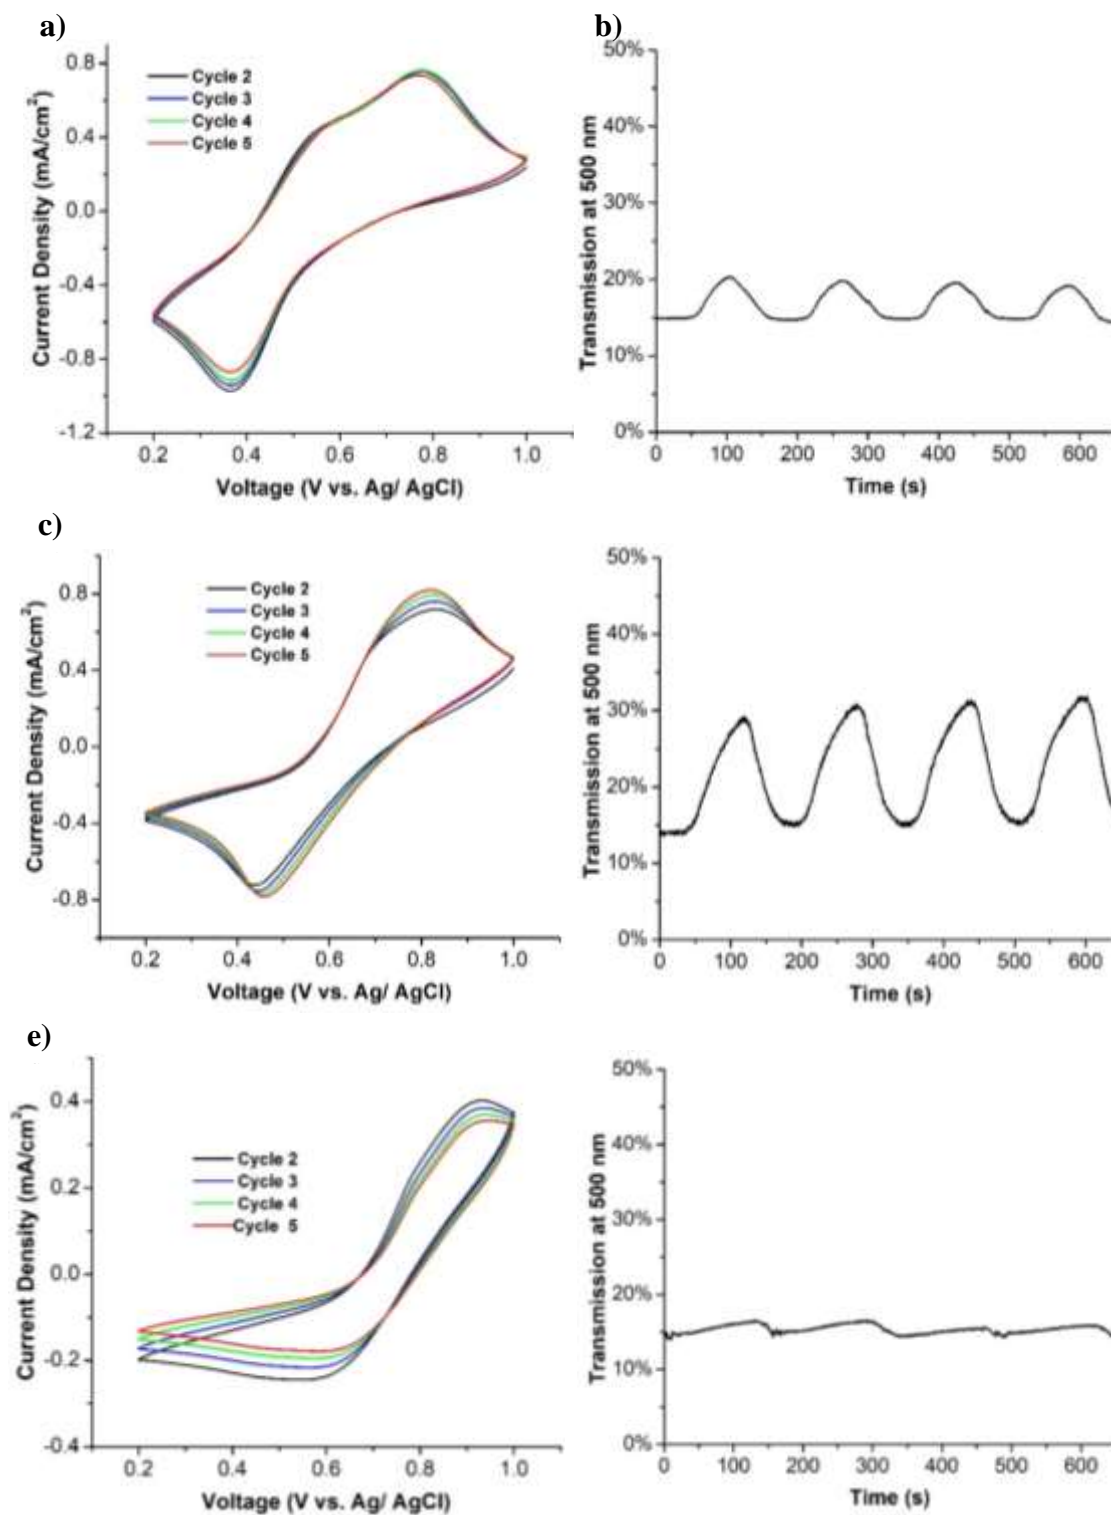 a)
Current Density (mA/cm²)
0.8
0.4
0.0
-0.4
-0.8
-1.2
Cycle 2
Cycle 3
Cycle 4
Cycle 5
0.2 0.4 0.6 0.8 1.0
Voltage (V vs. Ag/ AgCl)
b)
Transmission at 500 nm
50%
40%
30%
20%
10%
0%
0 100 200 300 400 500 600
Time (s)
c)
Current Density (mA/cm²)
0.8
0.4
0.0
-0.4
-0.8
Cycle 2
Cycle 3
Cycle 4
Cycle 5
0.2 0.4 0.6 0.8 1.0
Voltage (V vs. Ag/ AgCl)
Transmission at 500 nm
50%
40%
30%
20%
10%
0%
0 100 200 300 400 500 600
Time (s)
e)
Current Density (mA/cm²)
0.4
0.2
0.0
-0.2
-0.4
Cycle 2
Cycle 3
Cycle 4
Cycle 5
0.2 0.4 0.6 0.8 1.0
Voltage (V vs. Ag/ AgCl)
Transmission at 500 nm
50%
40%
30%
20%
10%
0%
0 100 200 300 400 500 600
Time (s)